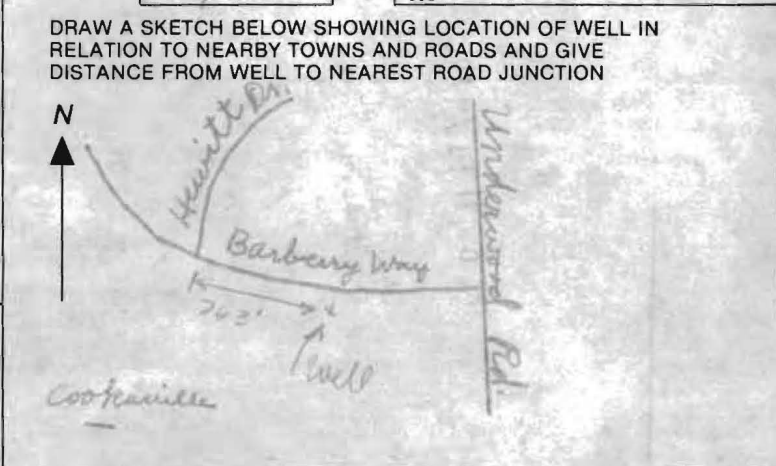 DRAW A SKETCH BELOW SHOWING LOCATION OF WELL IN
RELATION TO NEARBY TOWNS AND ROADS AND GIVE
DISTANCE FROM WELL TO NEAREST ROAD JUNCTION
N
Hewitt Dr.
Underwood Rd.
Barberry Way
763'
well
Cooksville